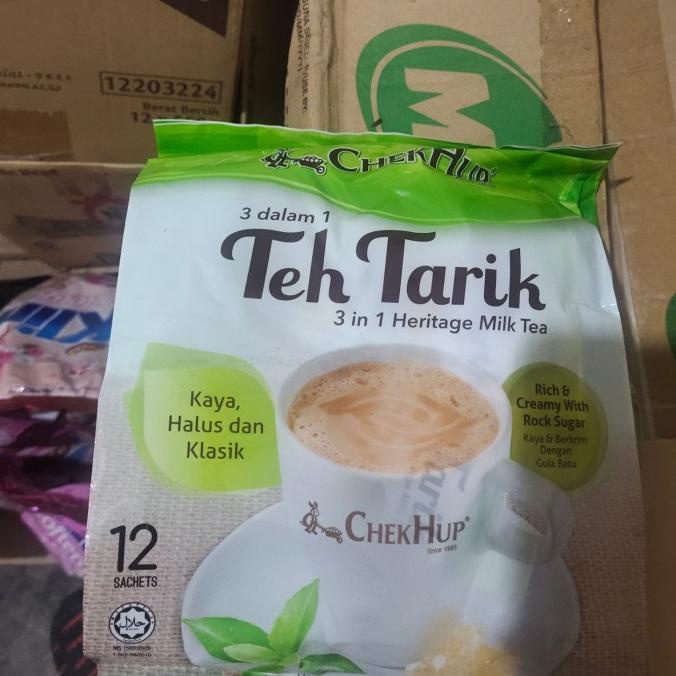 12203224
Berat Bersih
CHEKHUP
3 dalam 1
Teh Tarik
3 in 1 Heritage Milk Tea
Kaya,
Halus dan
Klasik
Rich &
Creamy With
Rock Sugar
Kaya & Berkrim
Dengan
Gula Batu
CHEKHUP
Since 1965
12
SACHETS
حلال